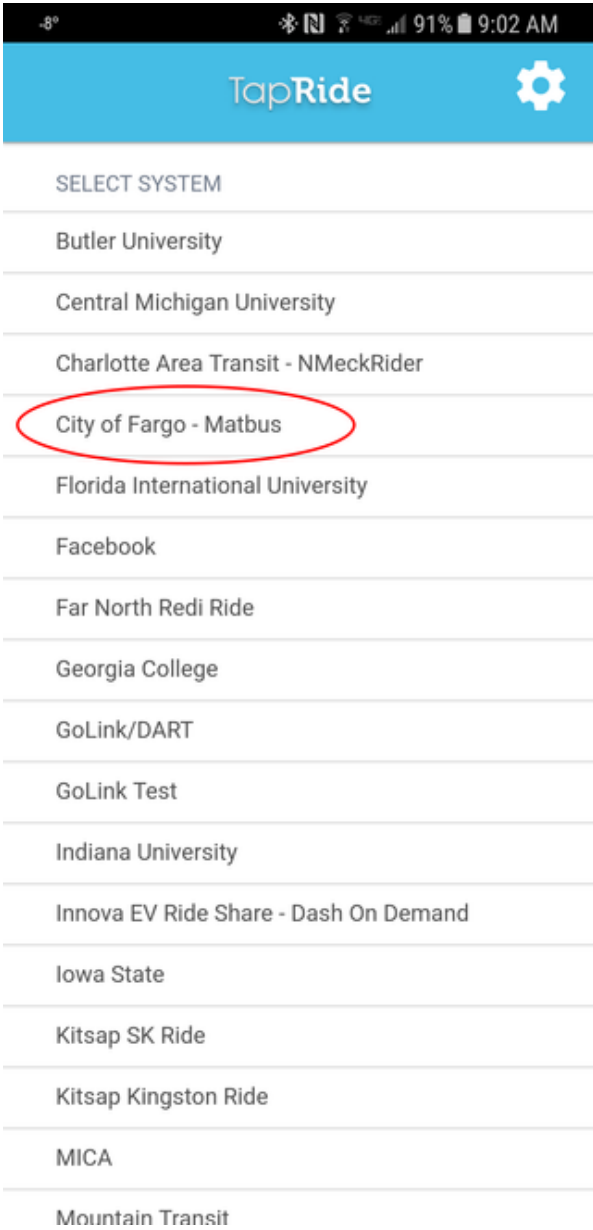 -8° 4G 91% 9:02 AM
TapRide
SELECT SYSTEM
Butler University
Central Michigan University
Charlotte Area Transit - NMeckRider
City of Fargo - Matbus
Florida International University
Facebook
Far North Redi Ride
Georgia College
GoLink/DART
GoLink Test
Indiana University
Innova EV Ride Share - Dash On Demand
Iowa State
Kitsap SK Ride
Kitsap Kingston Ride
MICA
Mountain Transit